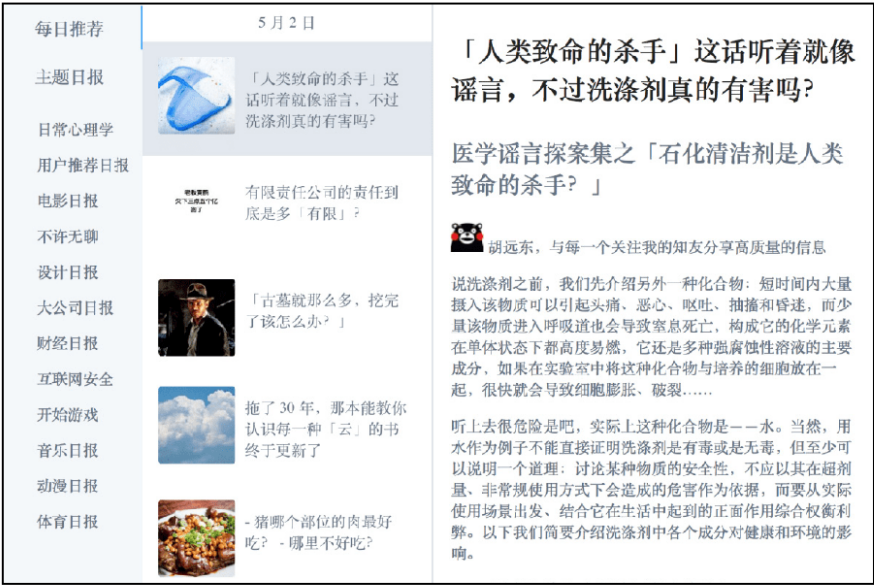 每日推荐
主题日报
日常心理学
用户推荐日报
电影日报
不许无聊
设计日报
大公司日报
财经日报
互联网安全
开始游戏
音乐日报
动漫日报
体育日报
5 月 2 日
「人类致命的杀手」这
话听着就像谣言，不过
洗涤剂真的有害吗?
有限责任公司的责任到
底是多「有限」?
「古墓就那么多，挖完
了该怎么办? 」
拖了 30 年，那本能教你
认识每一种「云」的书
终于更新了
- 猪哪个部位的肉最好
吃? - 哪里不好吃?
「人类致命的杀手」这话听着就像
谣言，不过洗涤剂真的有害吗?
医学谣言探案集之「石化清洁剂是人类
致命的杀手? 」
胡远东，与每一个关注我的知友分享高质量的信息
说洗涤剂之前，我们先介绍另外一种化合物：短时间内大量
摄入该物质可以引起头痛、恶心、呕吐、抽搐和昏迷，而少
量该物质进入呼吸道也会导致窒息死亡，构成它的化学元素
在单体状态下都高度易燃，它还是多种强腐蚀性溶液的主要
成分，如果在实验室中将这种化合物与培养的细胞放在一
起，很快就会导致细胞膨胀、破裂……
听上去很危险是吧，实际上这种化合物是——水。当然，用
水作为例子不能直接证明洗涤剂是有毒或是无毒，但至少可
以说明一个道理：讨论某种物质的安全性，不应以其在超剂
量、非常规使用方式下会造成的危害作为依据，而要从实际
使用场景出发、结合它在生活中起到的正面作用综合权衡利
弊。以下我们简要介绍洗涤剂中各个成分对健康和环境的影
响。